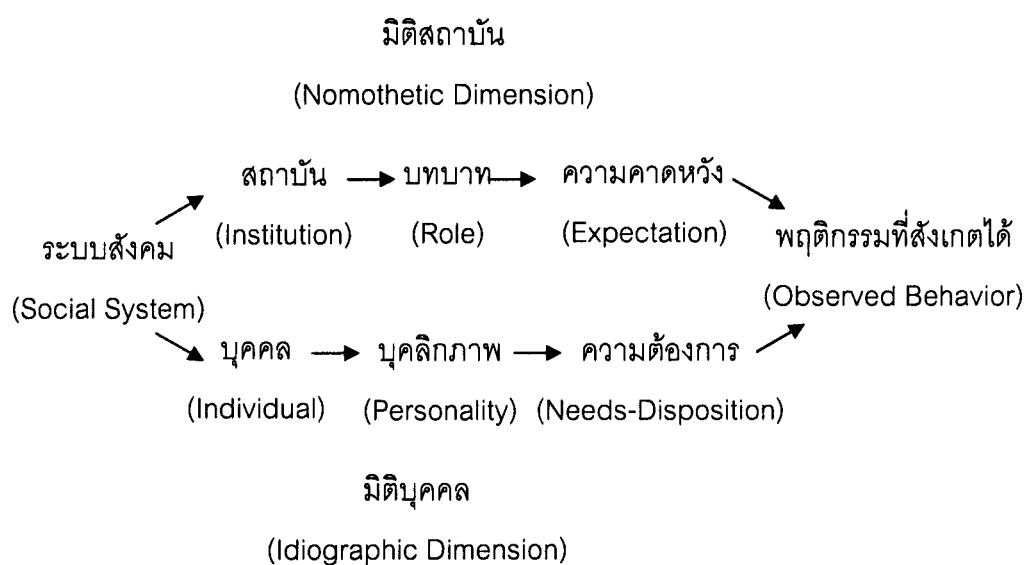 มิติสถาบัน
(Nomothetic Dimension)
สถาบัน บทบาท ความคาดหวัง
(Institution) (Role) (Expectation)
ระบบสังคม พฤติกรรมที่สังเกตได้
(Social System) (Observed Behavior)
บุคคล บุคลิกภาพ ความต้องการ
(Individual) (Personality) (Needs-Disposition)
มิติบุคคล
(Idiographic Dimension)